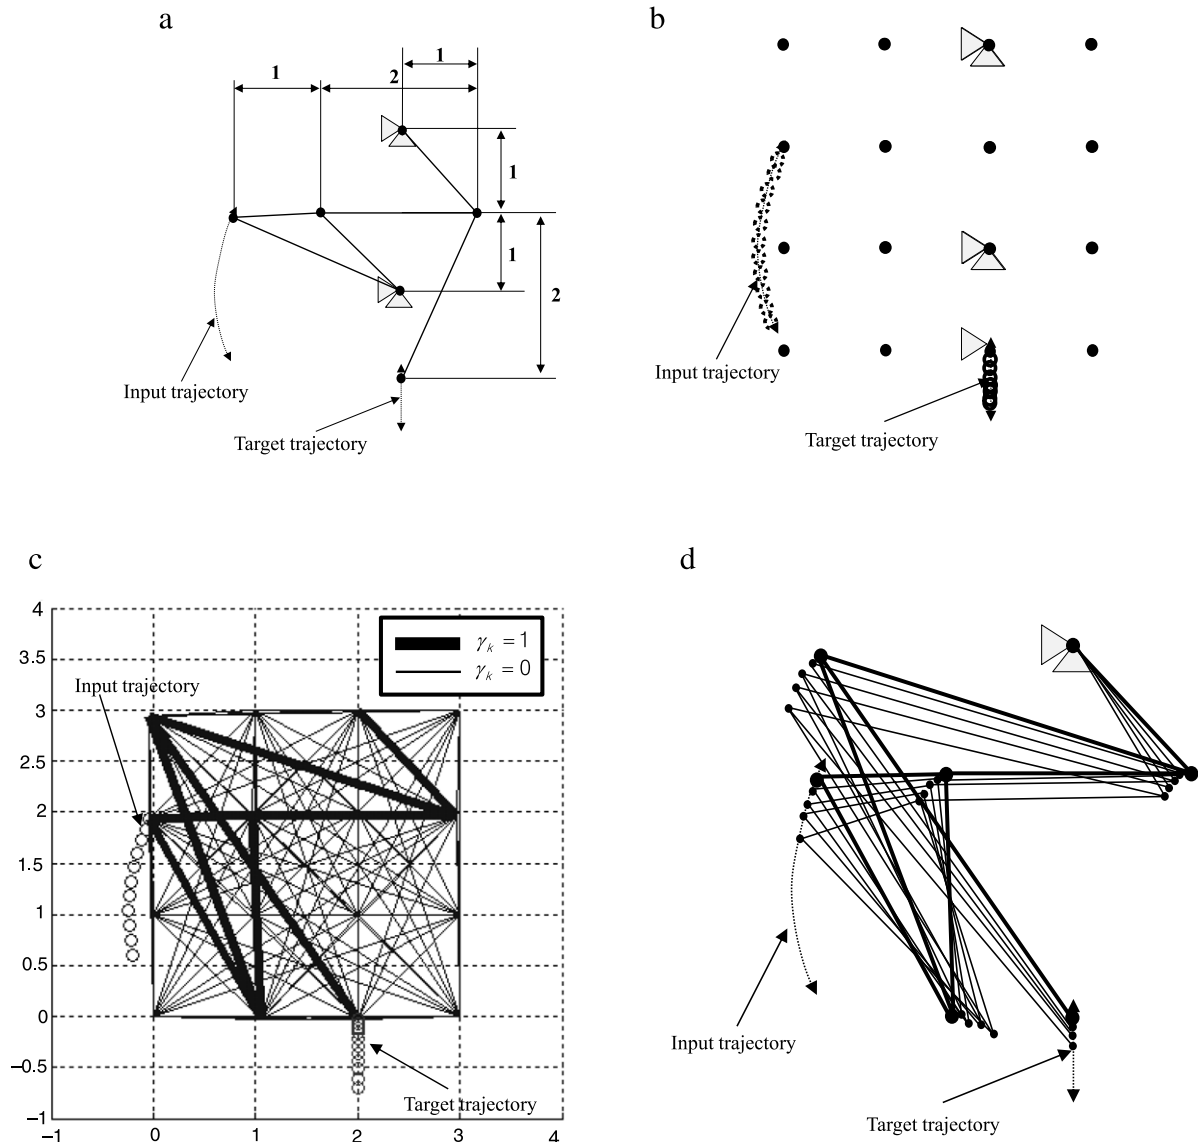 a
1
2
1
1
1
2
Input trajectory
Target trajectory
b
Input trajectory
Target trajectory
c
4
3.5
3
2.5
2
1.5
1
0.5
0
−0.5
−1
−1 0 1 2 3 4
γk = 1
γk = 0
Input trajectory
Target trajectory
d
Input trajectory
Target trajectory